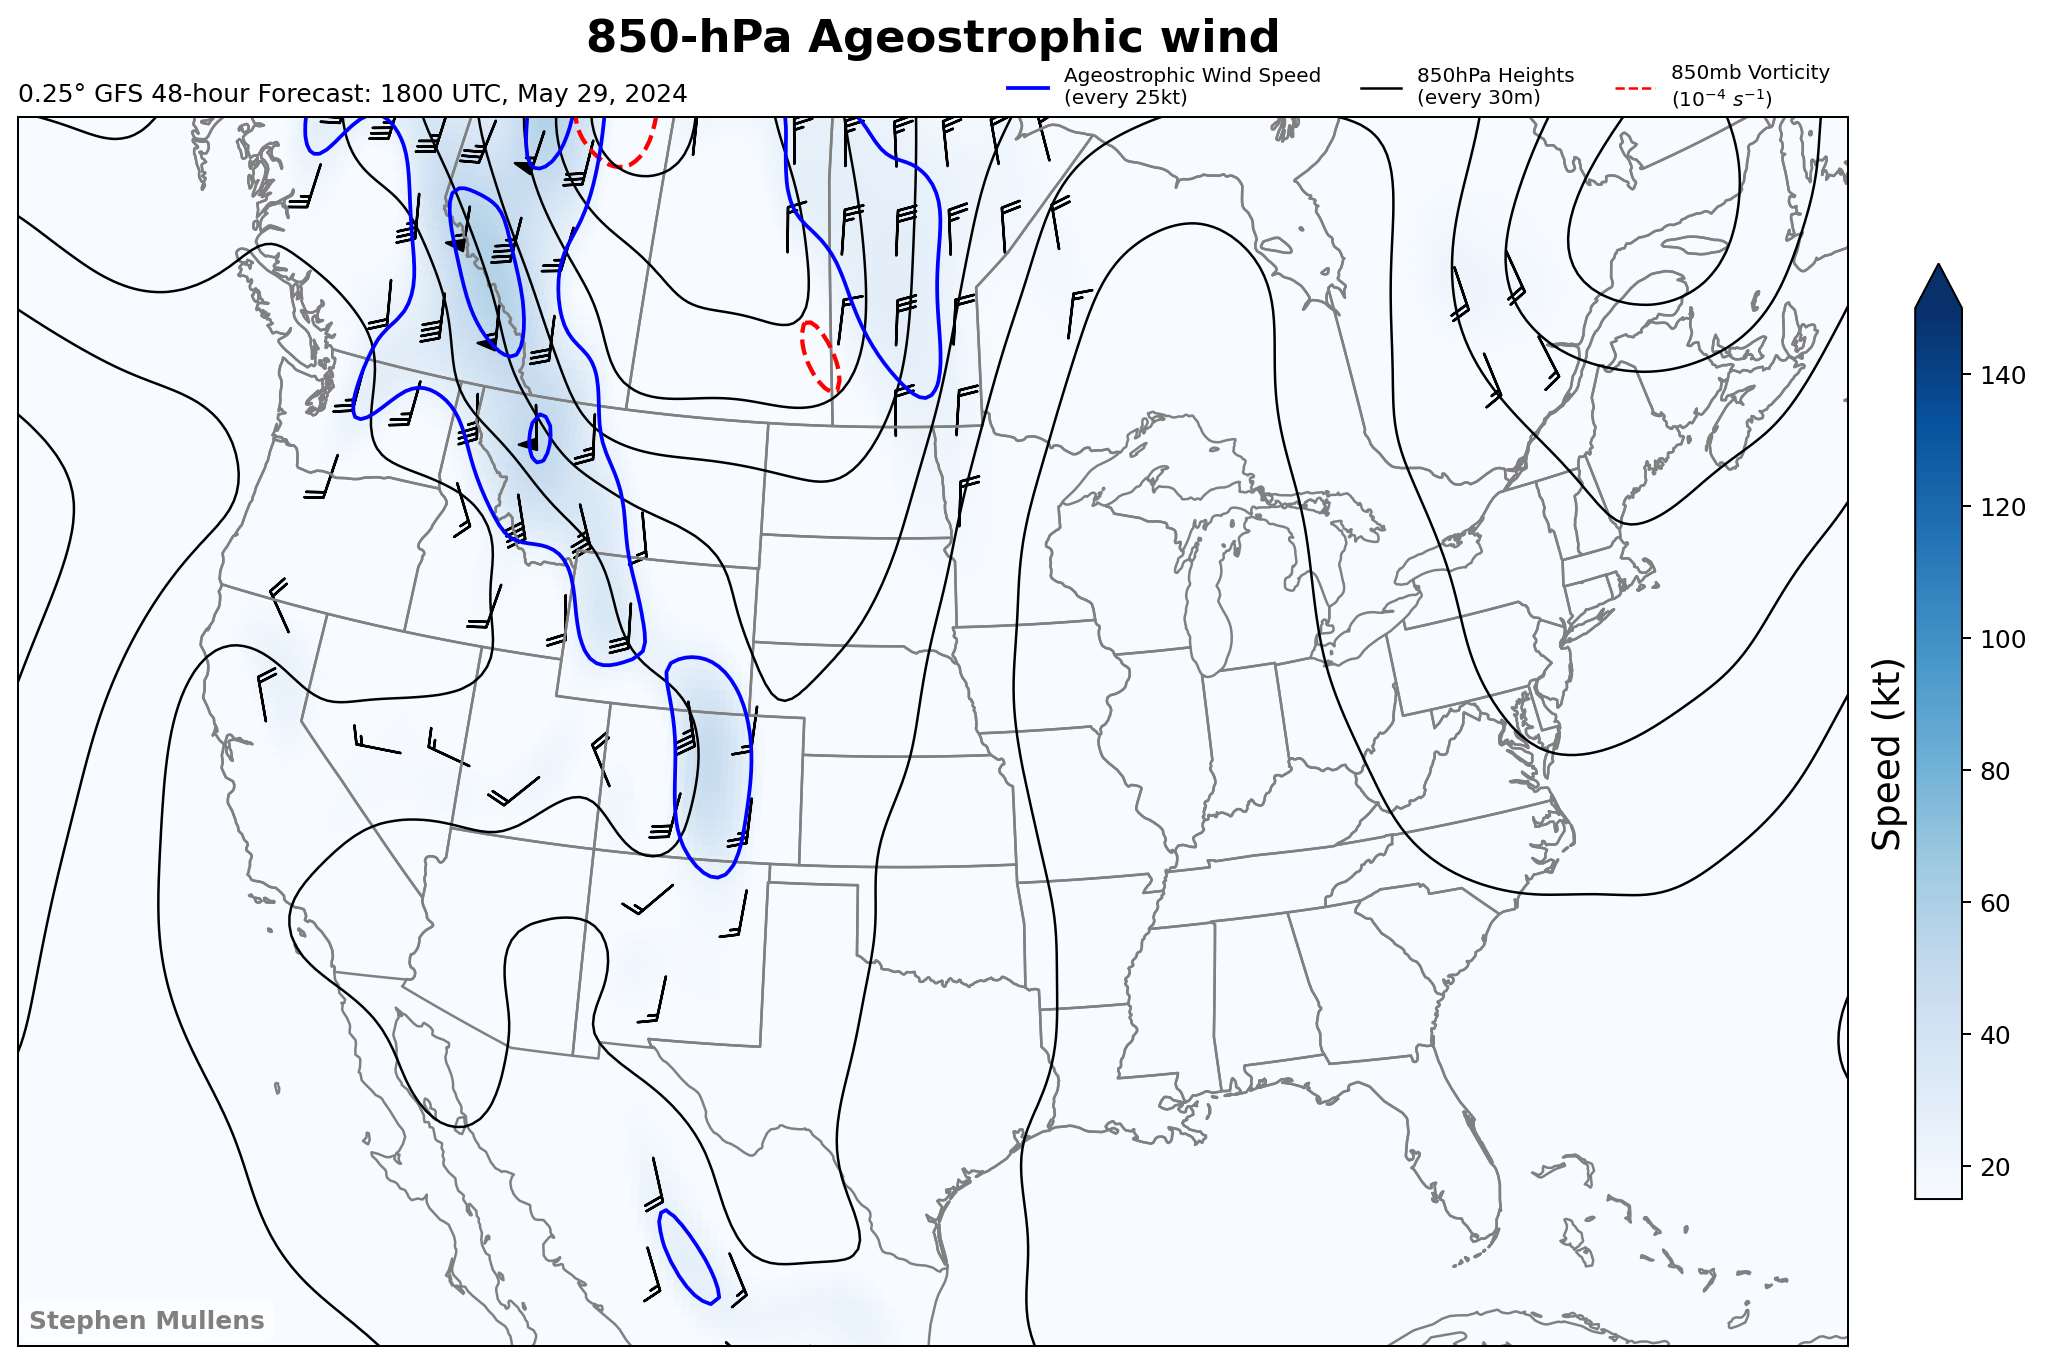 850-hPa Ageostrophic wind
0.25° GFS 48-hour Forecast: 1800 UTC, May 29, 2024
Ageostrophic Wind Speed
(every 25kt)
850hPa Heights
(every 30m)
850mb Vorticity
(10⁻⁴ s⁻¹)
140
120
100
80
60
40
20
Speed (kt)
Stephen Mullens